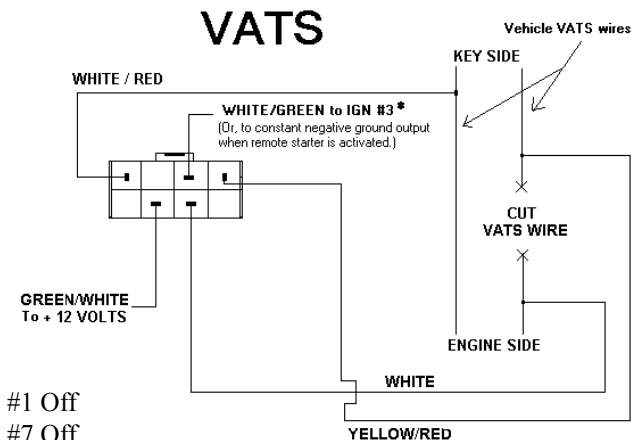 VATS
Vehicle VATS wires
KEY SIDE
WHITE / RED
WHITE/GREEN to IGN #3*
(Or, to constant negative ground output
when remote starter is activated.)
CUT
VATS WIRE
GREEN/WHITE
To + 12 VOLTS
ENGINE SIDE
WHITE
#1 Off
#7 Off
YELLOW/RED